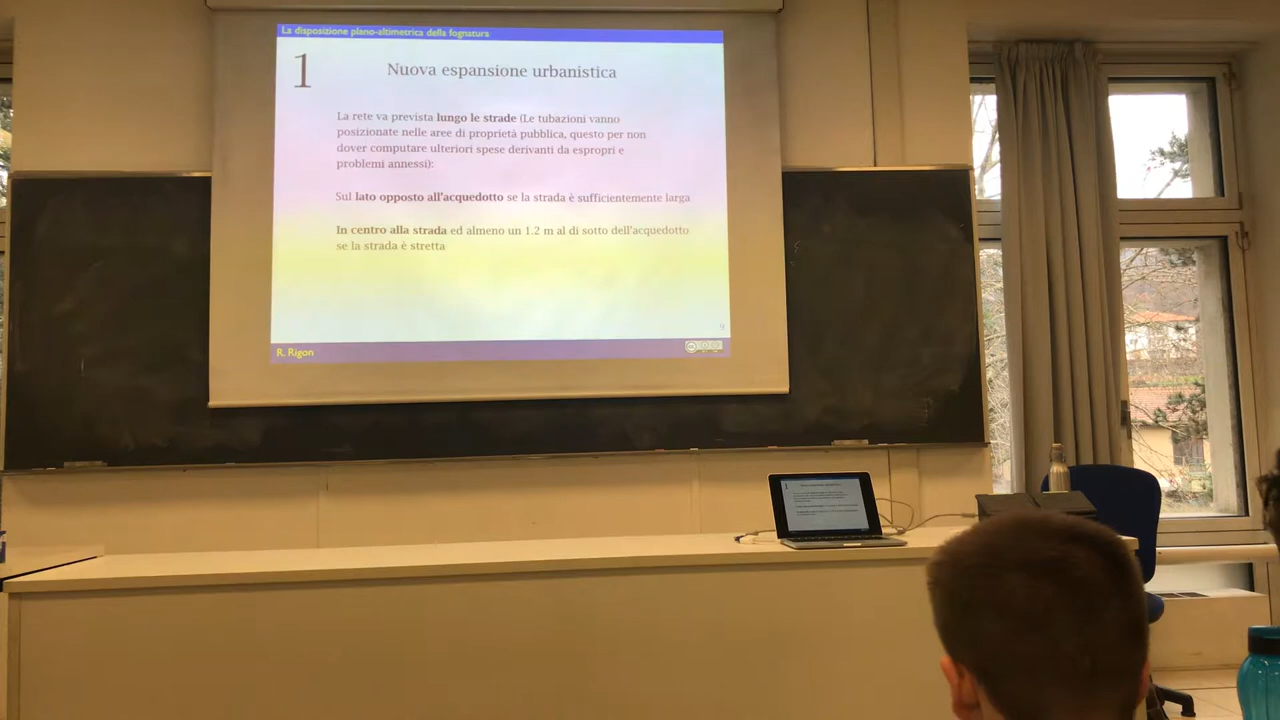 La disposizione plano-altimetrica della fognatura
1
Nuova espansione urbanistica
La rete va prevista lungo le strade (Le tubazioni vanno
posizionate nelle aree di proprietà pubblica, questo per non
dover computare ulteriori spese derivanti da espropri e
problemi annessi):
Sul lato opposto all'acquedotto se la strada è sufficientemente larga
In centro alla strada ed almeno un 1.2 m al di sotto dell'acquedotto
se la strada è stretta
9
R. Rigon